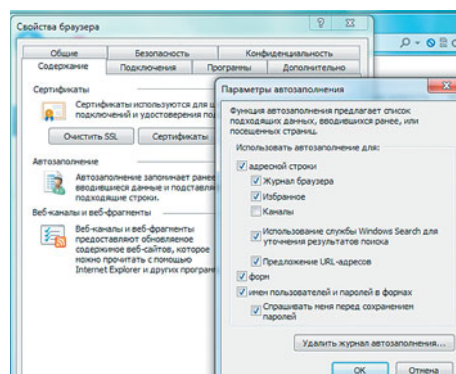 Свойства браузера
Общие
Безопасность
Конфиденциальность
Содержание
Подключения
Программы
Дополнительно
Сертификаты
Сертификаты используются для ш
подключений и удостоверения по
Очистить SSL
Сертификаты
Автозаполнение
Автозаполнение запоминает ранее
вводившиеся данные и подставля
подходящие строки.
Веб-каналы и веб-фрагменты
Веб-каналы и веб-фрагменты
предоставляют обновляемое
содержимое веб-сайтов, которое
можно прочитать с помощью
Internet Explorer и других програм
Параметры автозаполнения
Функция автозаполнения предлагает список
подходящих данных, вводившихся ранее, или
посещенных страниц.
Использовать автозаполнение для:
адресной строки
Журнал браузера
Избранное
Каналы
Использование службы Windows Search для
уточнения результатов поиска
Предложение URL-адресов
форм
имен пользователей и паролей в формах
Спрашивать меня перед сохранением
паролей
Удалить журнал автозаполнения...
ОК
Отмена